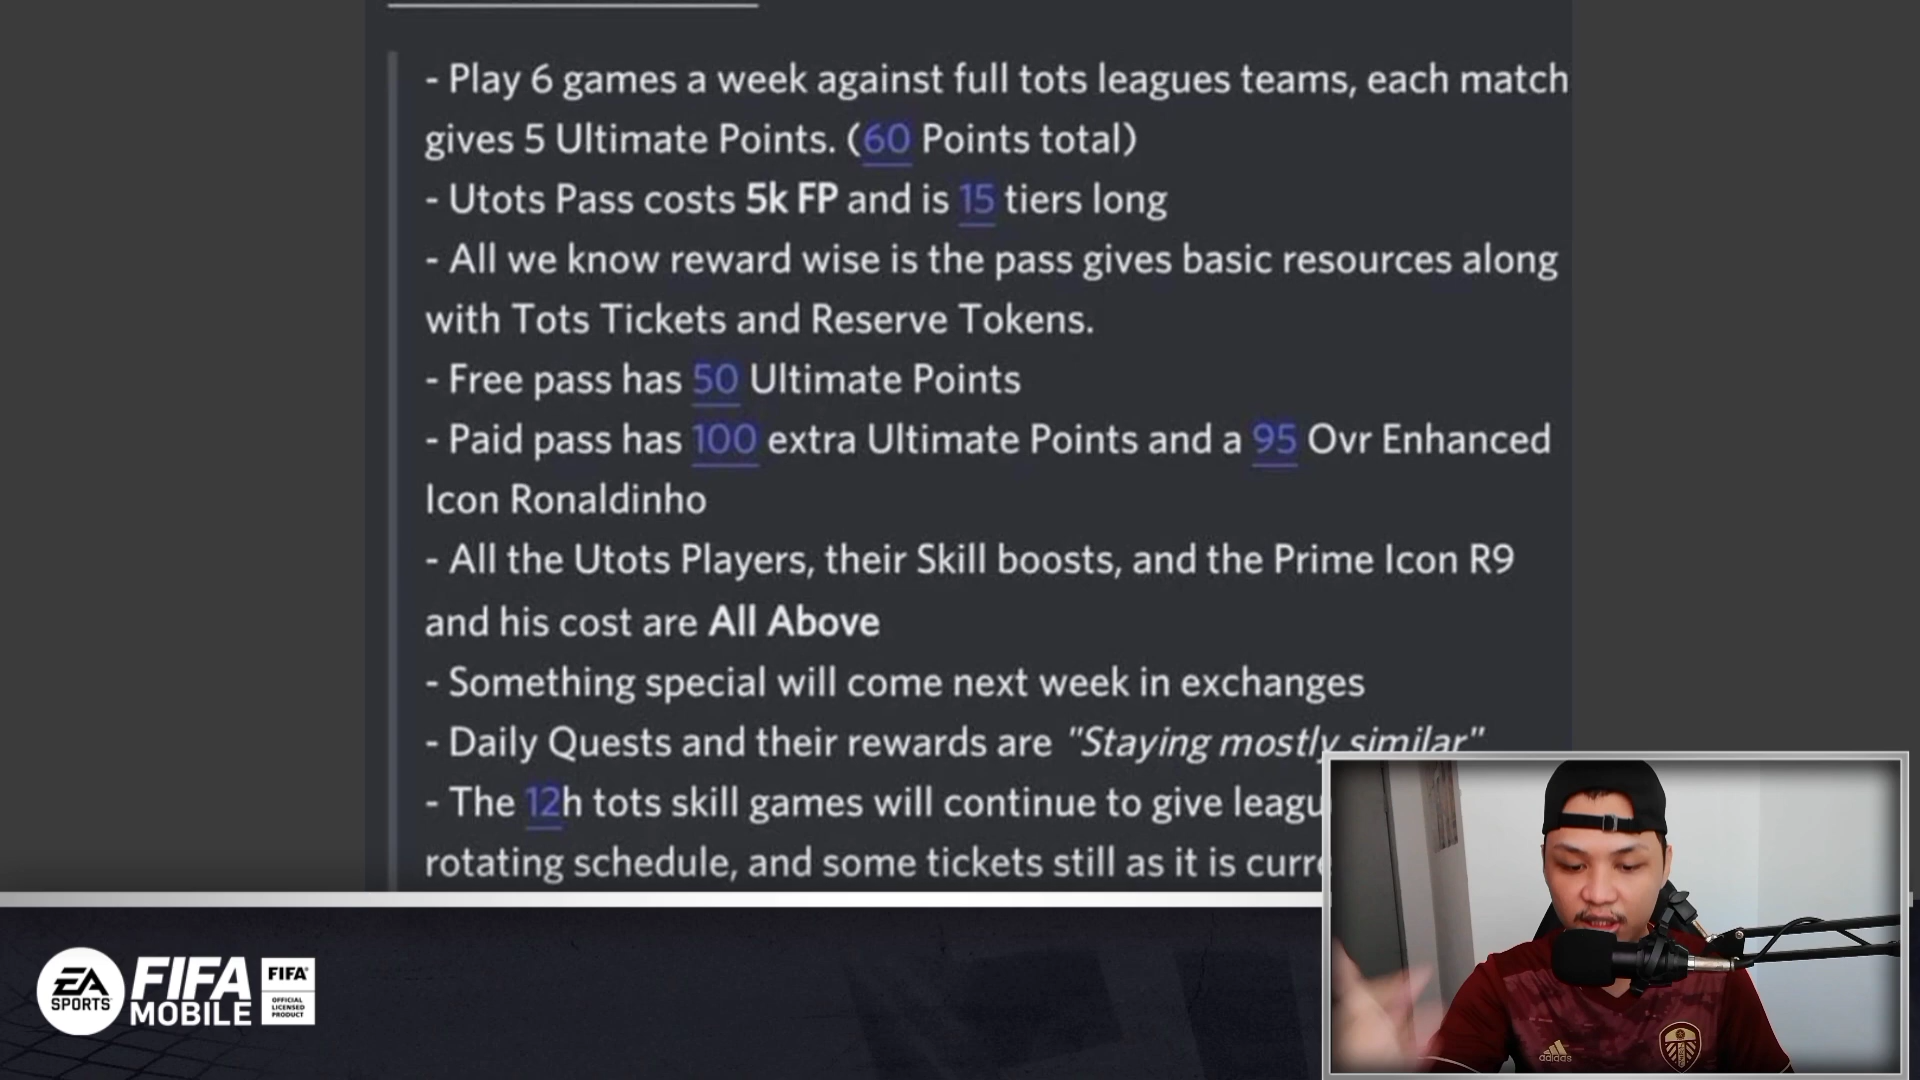 - Play 6 games a week against full tots leagues teams, each match
gives 5 Ultimate Points. (60 Points total)
- Utots Pass costs 5k FP and is 15 tiers long
- All we know reward wise is the pass gives basic resources along
with Tots Tickets and Reserve Tokens.
- Free pass has 50 Ultimate Points
- Paid pass has 100 extra Ultimate Points and a 95 Ovr Enhanced
Icon Ronaldinho
- All the Utots Players, their Skill boosts, and the Prime Icon R9
and his cost are All Above
- Something special will come next week in exchanges
- Daily Quests and their rewards are "Staying mostly similar"
- The 12h tots skill games will continue to give
rotating schedule, and some tickets still as it is
EA
SPORTS
FIFA
MOBILE
FIFA
OFFICIAL
LICENSED
PRODUCT
adidas